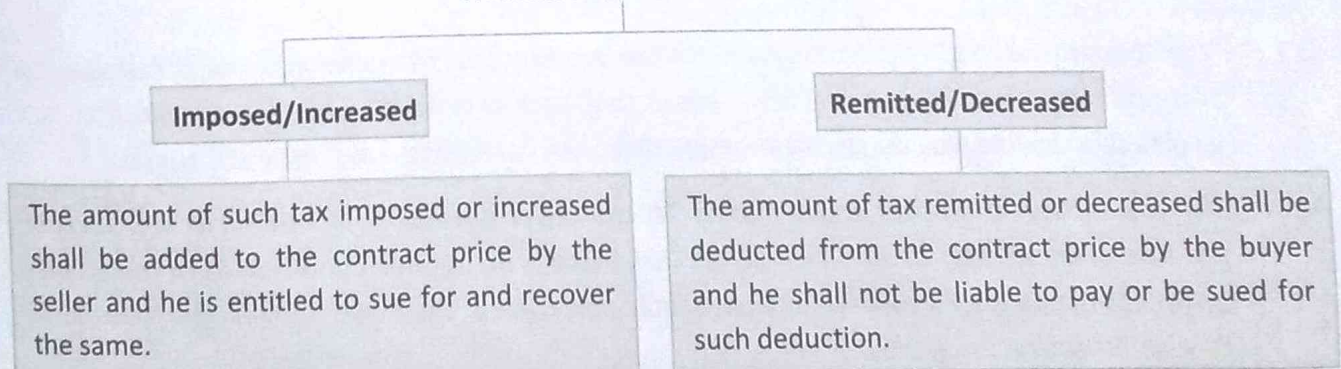 Imposed/Increased
Remitted/Decreased
The amount of such tax imposed or increased
shall be added to the contract price by the
seller and he is entitled to sue for and recover
the same.
The amount of tax remitted or decreased shall be
deducted from the contract price by the buyer
and he shall not be liable to pay or be sued for
such deduction.